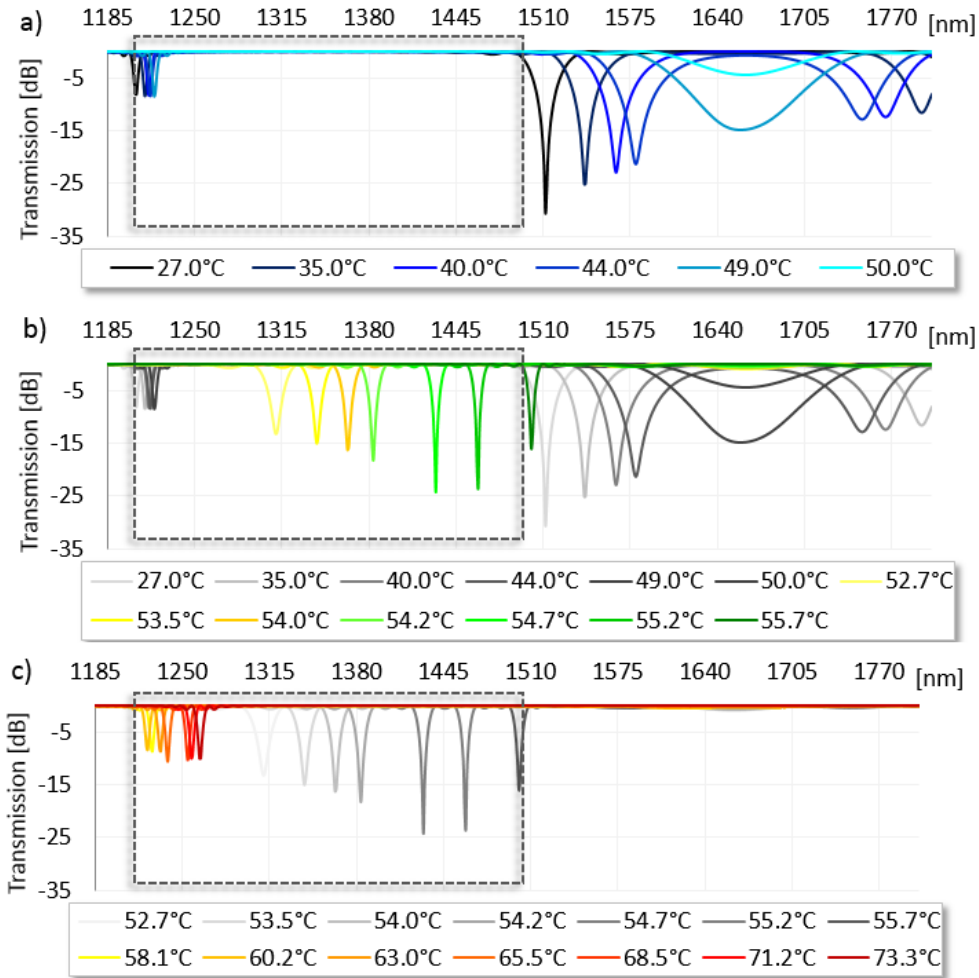 a) 1185 1250 1315 1380 1445 1510 1575 1640 1705 1770 [nm]
Transmission [dB]
-5
-15
-25
-35
27.0°C 35.0°C 40.0°C 44.0°C 49.0°C 50.0°C
b) 1185 1250 1315 1380 1445 1510 1575 1640 1705 1770 [nm]
Transmission [dB]
-5
-15
-25
-35
27.0°C 35.0°C 40.0°C 44.0°C 49.0°C 50.0°C 52.7°C
53.5°C 54.0°C 54.2°C 54.7°C 55.2°C 55.7°C
c) 1185 1250 1315 1380 1445 1510 1575 1640 1705 1770 [nm]
Transmission [dB]
-5
-15
-25
-35
52.7°C 53.5°C 54.0°C 54.2°C 54.7°C 55.2°C 55.7°C
58.1°C 60.2°C 63.0°C 65.5°C 68.5°C 71.2°C 73.3°C